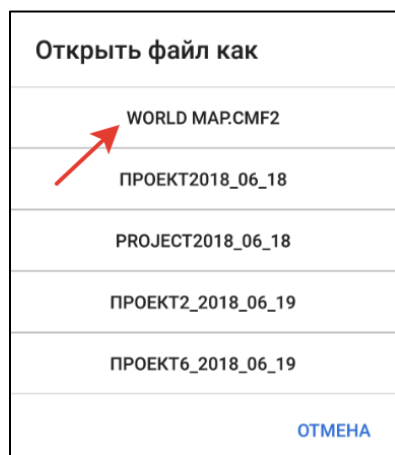 Открыть файл как
WORLD MAP.CMF2
ПРОЕКТ2018_06_18
PROJECT2018_06_18
ПРОЕКТ2_2018_06_19
ПРОЕКТ6_2018_06_19
ОТМЕНА